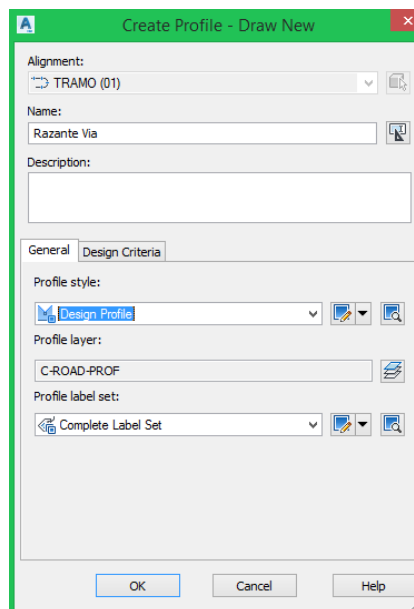 Create Profile - Draw New
Alignment:
TRAMO (01)
Name:
Razante Via
Description:
General
Design Criteria
Profile style:
Design Profile
Profile layer:
C-ROAD-PROF
Profile label set:
Complete Label Set
OK
Cancel
Help